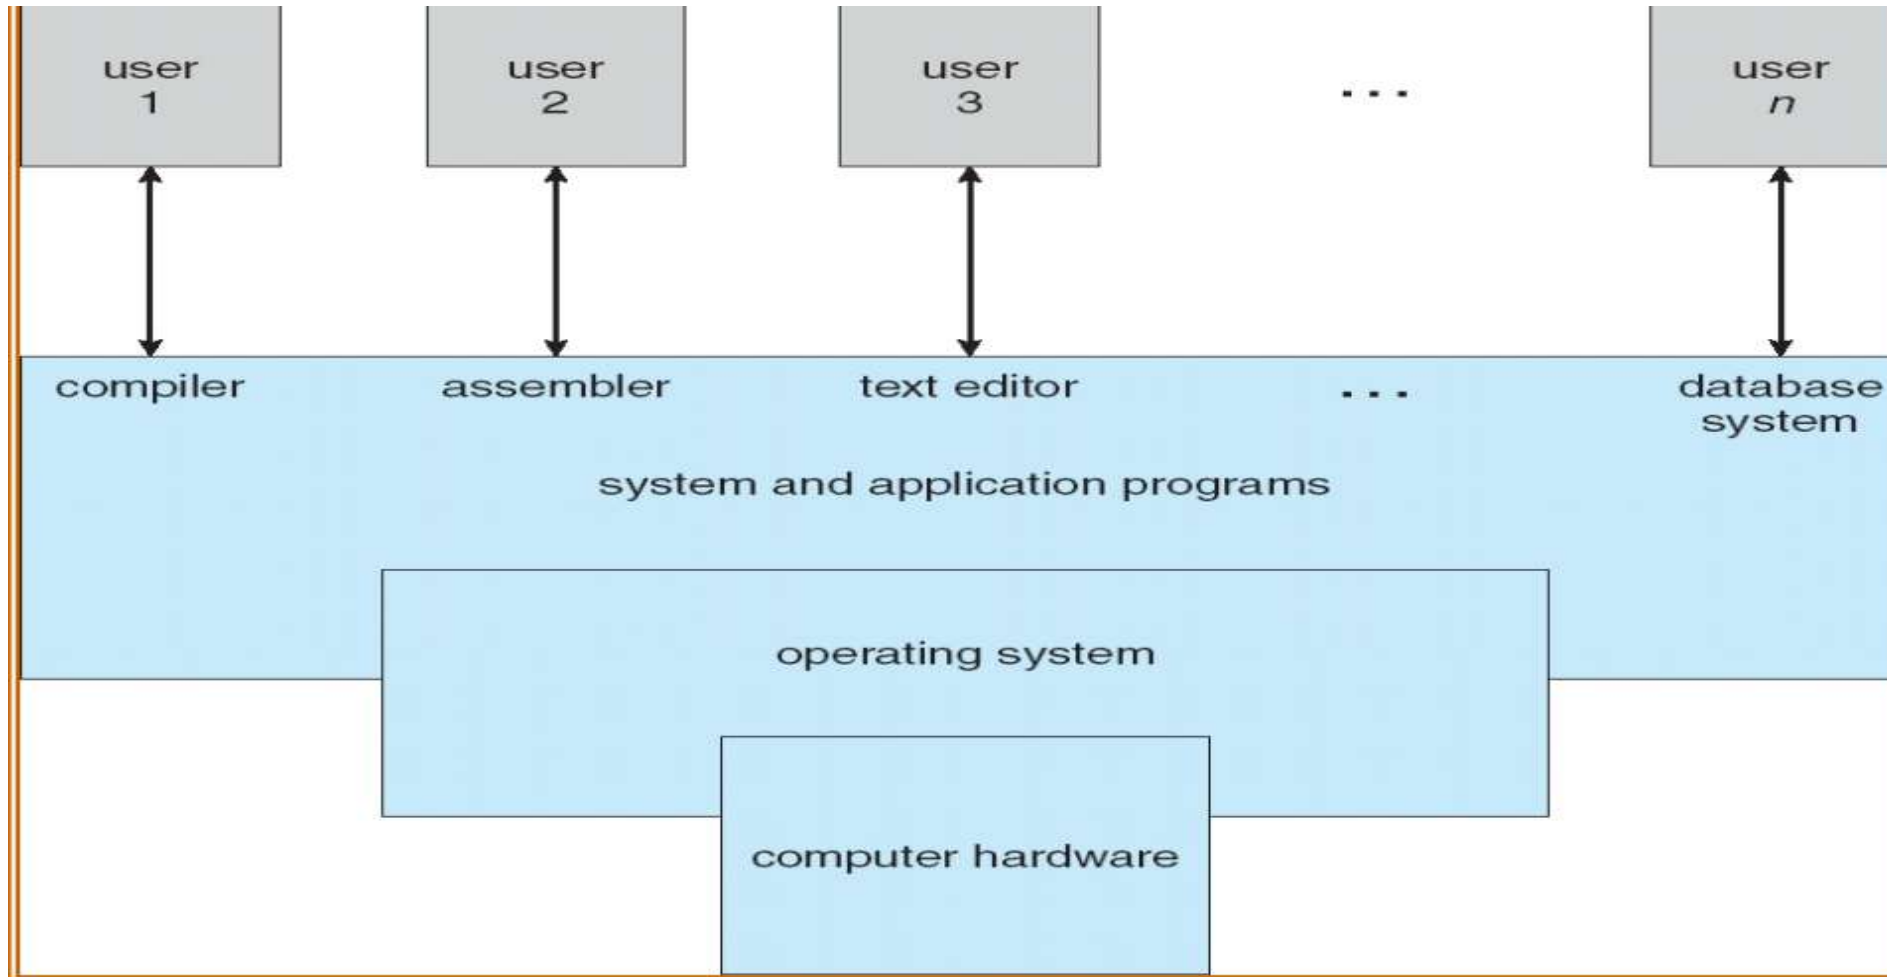 user
1
user
2
user
3
...
user
n
compiler
assembler
text editor
...
database
system
system and application programs
operating system
computer hardware